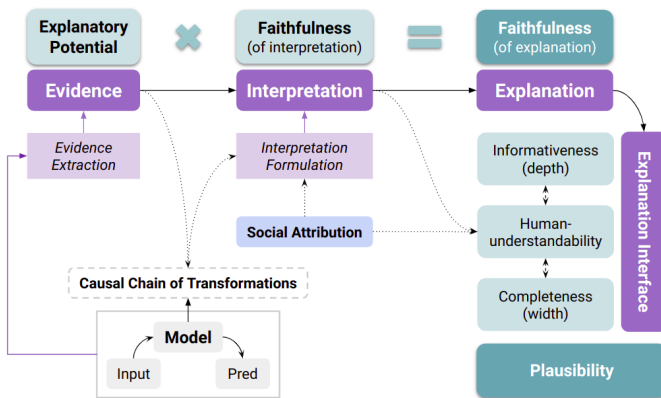 Explanatory
Potential
Faithfulness
(of interpretation)
Faithfulness
(of explanation)
Evidence
Interpretation
Explanation
Evidence
Extraction
Interpretation
Formulation
Informativeness
(depth)
Social Attribution
Human-
understandability
Explanation Interface
Causal Chain of Transformations
Completeness
(width)
Model
Input
Pred
Plausibility